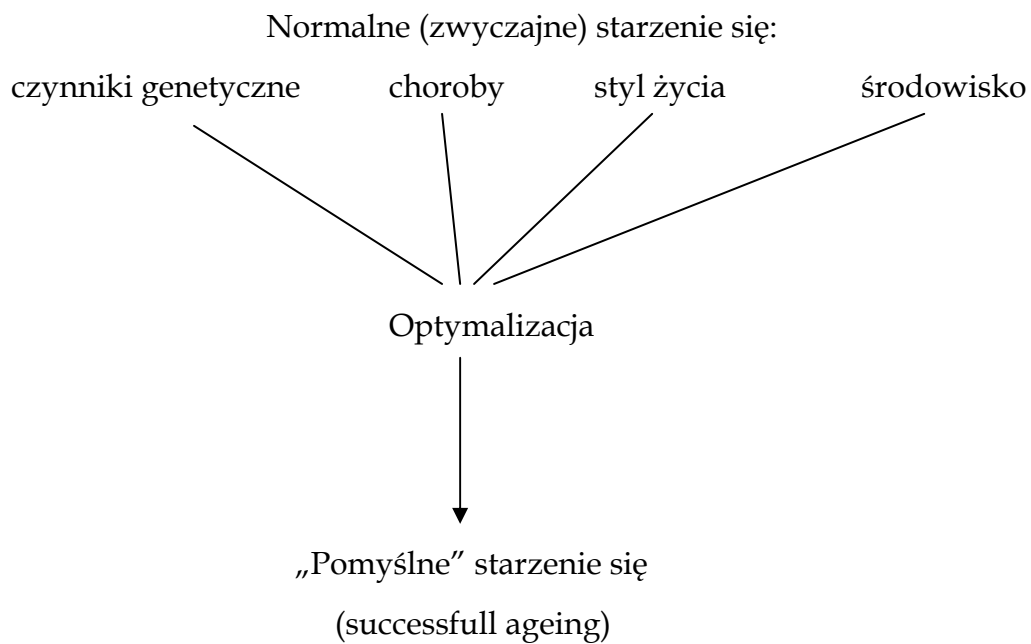 Normalne (zwyczajne) starzenie się:
czynniki genetyczne choroby styl życia środowisko
Optymalizacja
„Pomyślne” starzenie się
(successfull ageing)